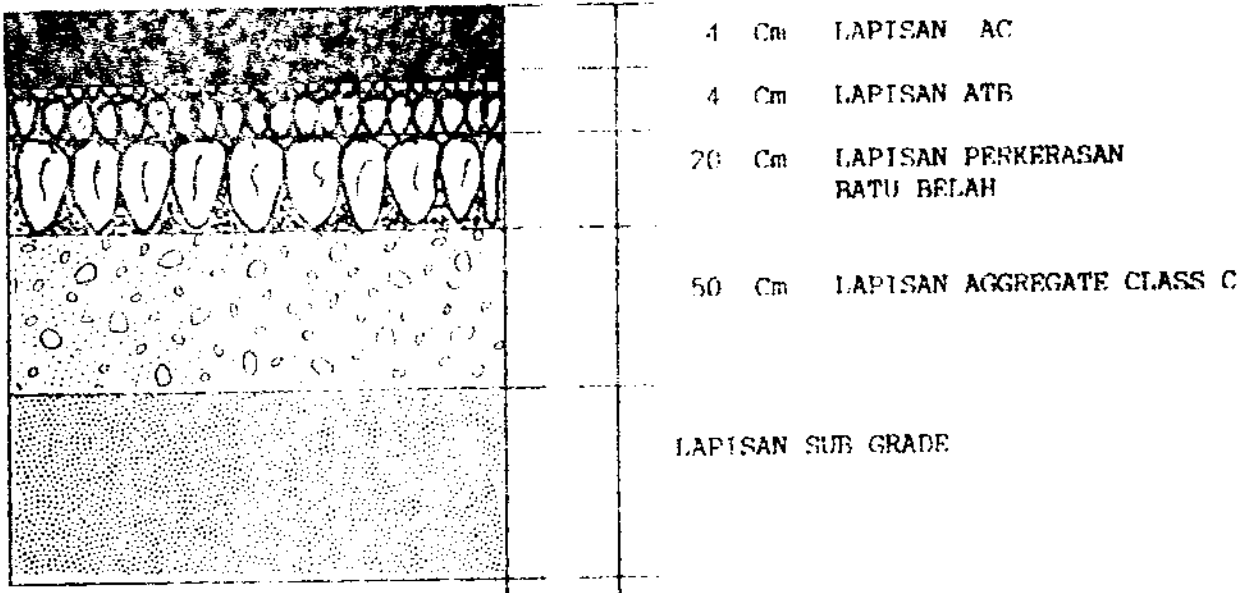 4 Cm LAPISAN AC
4 Cm LAPISAN ATB
20 Cm LAPISAN PERKERASAN
BATU BELAH
50 Cm LAPISAN AGGREGATE CLASS C
LAPISAN SUB GRADE